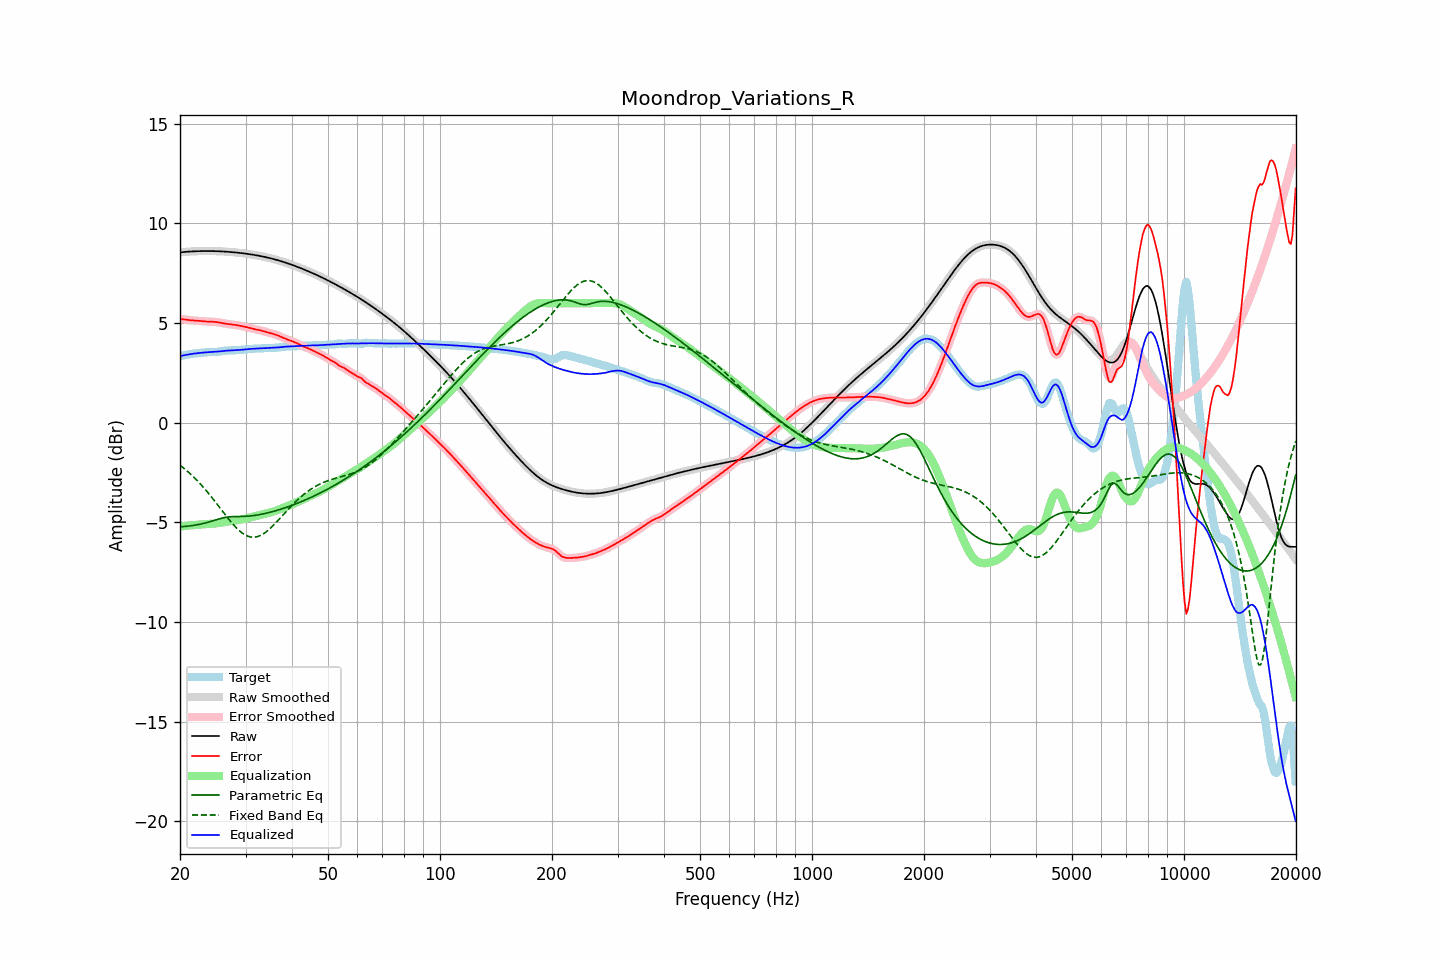 Moondrop_Variations_R
15
10
5
0
−5
−10
−15
−20
Amplitude (dBr)
Target
Raw Smoothed
Error Smoothed
Raw
Error
Equalization
Parametric Eq
Fixed Band Eq
Equalized
20 50 100 200 500 1000 2000 5000 10000 20000
Frequency (Hz)